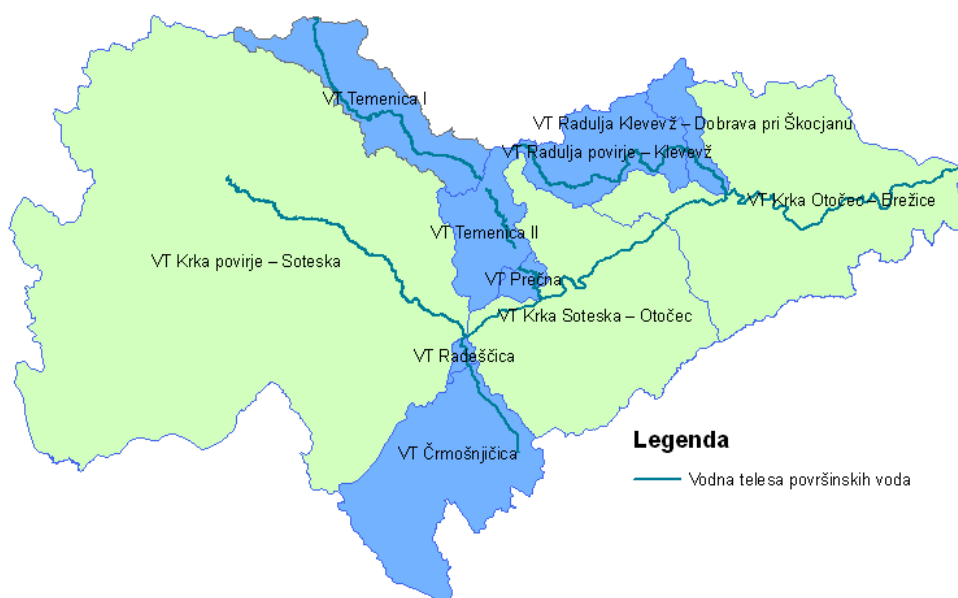 VT Temenica I
VT Radulja Klevevž – Dobrava pri Škocjanu
VT Radulja povirje – Klevevž
VT Krka Otočec – Brežice
VT Temenica II
VT Krka povirje – Soteska
VT Prečna
VT Krka Soteska – Otočec
VT Radeščica
VT Črmošnjičica
Legenda
Vodna telesa površinskih voda